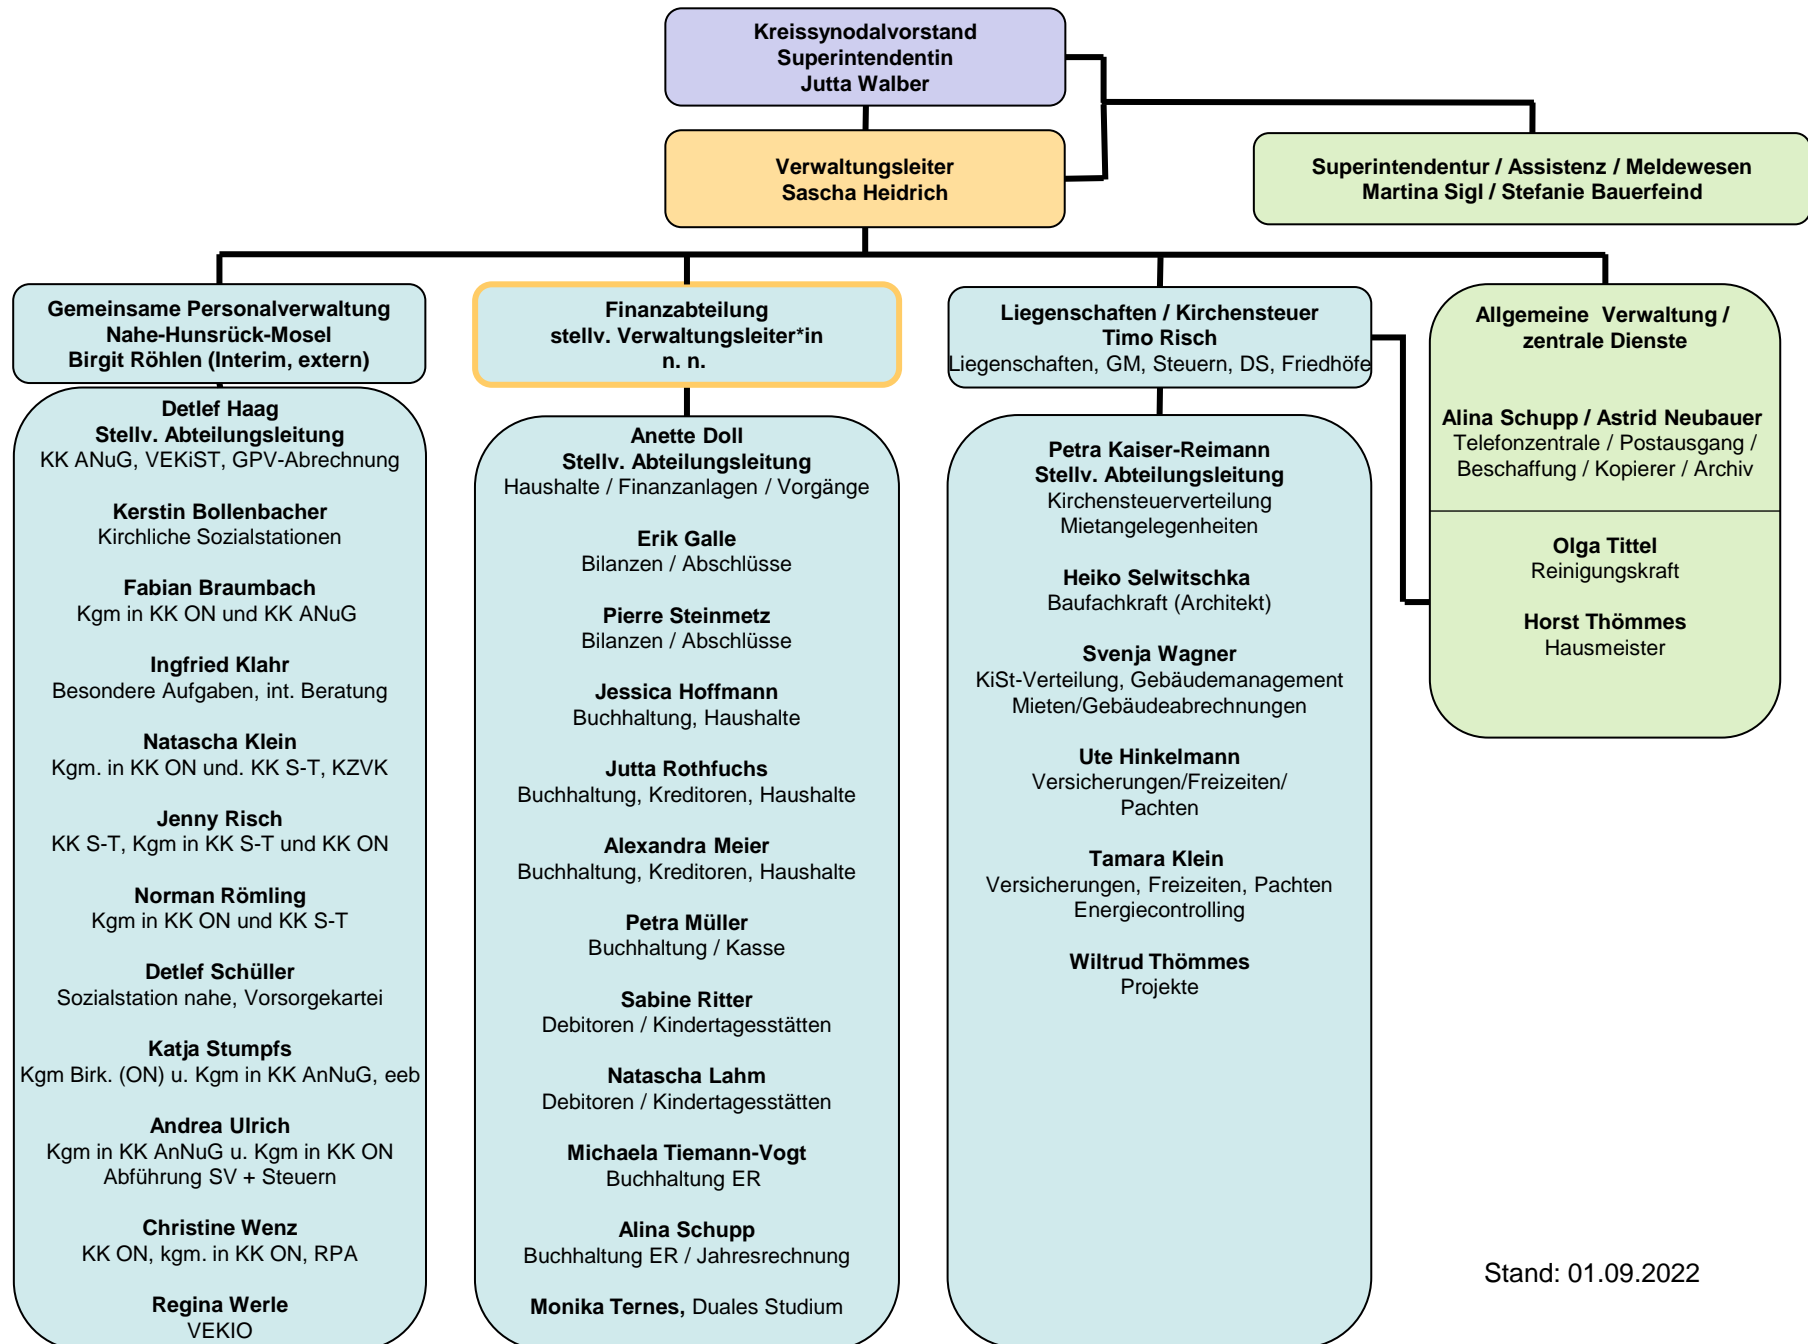 Kreissynodalvorstand
Superintendentin
Jutta Walber
Verwaltungsleiter
Sascha Heidrich
Superintendentur / Assistenz / Meldewesen
Martina Sigl / Stefanie Bauerfeind
Gemeinsame Personalverwaltung
Nahe-Hunsrück-Mosel
Birgit Röhlen (Interim, extern)
Detlef Haag
Stellv. Abteilungsleitung
KK ANuG, VEKiST, GPV-Abrechnung
Kerstin Bollenbacher
Kirchliche Sozialstationen
Fabian Braumbach
Kgm in KK ON und KK ANuG
Ingfried Klahr
Besondere Aufgaben, int. Beratung
Natascha Klein
Kgm. in KK ON und. KK S-T, KZVK
Jenny Risch
KK S-T, Kgm in KK S-T und KK ON
Norman Römling
Kgm in KK ON und KK S-T
Detlef Schüller
Sozialstation nahe, Vorsorgekartei
Katja Stumpfs
Kgm Birk. (ON) u. Kgm in KK AnNuG, eeb
Andrea Ulrich
Kgm in KK AnNuG u. Kgm in KK ON
Abführung SV + Steuern
Christine Wenz
KK ON, kgm. in KK ON, RPA
Regina Werle
VEKIO
Finanzabteilung
stellv. Verwaltungsleiter*in
n. n.
Anette Doll
Stellv. Abteilungsleitung
Haushalte / Finanzanlagen / Vorgänge
Erik Galle
Bilanzen / Abschlüsse
Pierre Steinmetz
Bilanzen / Abschlüsse
Jessica Hoffmann
Buchhaltung, Haushalte
Jutta Rothfuchs
Buchhaltung, Kreditoren, Haushalte
Alexandra Meier
Buchhaltung, Kreditoren, Haushalte
Petra Müller
Buchhaltung / Kasse
Sabine Ritter
Debitoren / Kindertagesstätten
Natascha Lahm
Debitoren / Kindertagesstätten
Michaela Tiemann-Vogt
Buchhaltung ER
Alina Schupp
Buchhaltung ER / Jahresrechnung
Monika Ternes, Duales Studium
Liegenschaften / Kirchensteuer
Timo Risch
Liegenschaften, GM, Steuern, DS, Friedhöfe
Petra Kaiser-Reimann
Stellv. Abteilungsleitung
Kirchensteuerverteilung
Mietangelegenheiten
Heiko Selwitschka
Baufachkraft (Architekt)
Svenja Wagner
KiSt-Verteilung, Gebäudemanagement
Mieten/Gebäudeabrechnungen
Ute Hinkelmann
Versicherungen/Freizeiten/
Pachten
Tamara Klein
Versicherungen, Freizeiten, Pachten
Energiecontrolling
Wiltrud Thömmes
Projekte
Allgemeine Verwaltung /
zentrale Dienste
Alina Schupp / Astrid Neubauer
Telefonzentrale / Postausgang /
Beschaffung / Kopierer / Archiv
Olga Tittel
Reinigungskraft
Horst Thömmes
Hausmeister
Stand: 01.09.2022